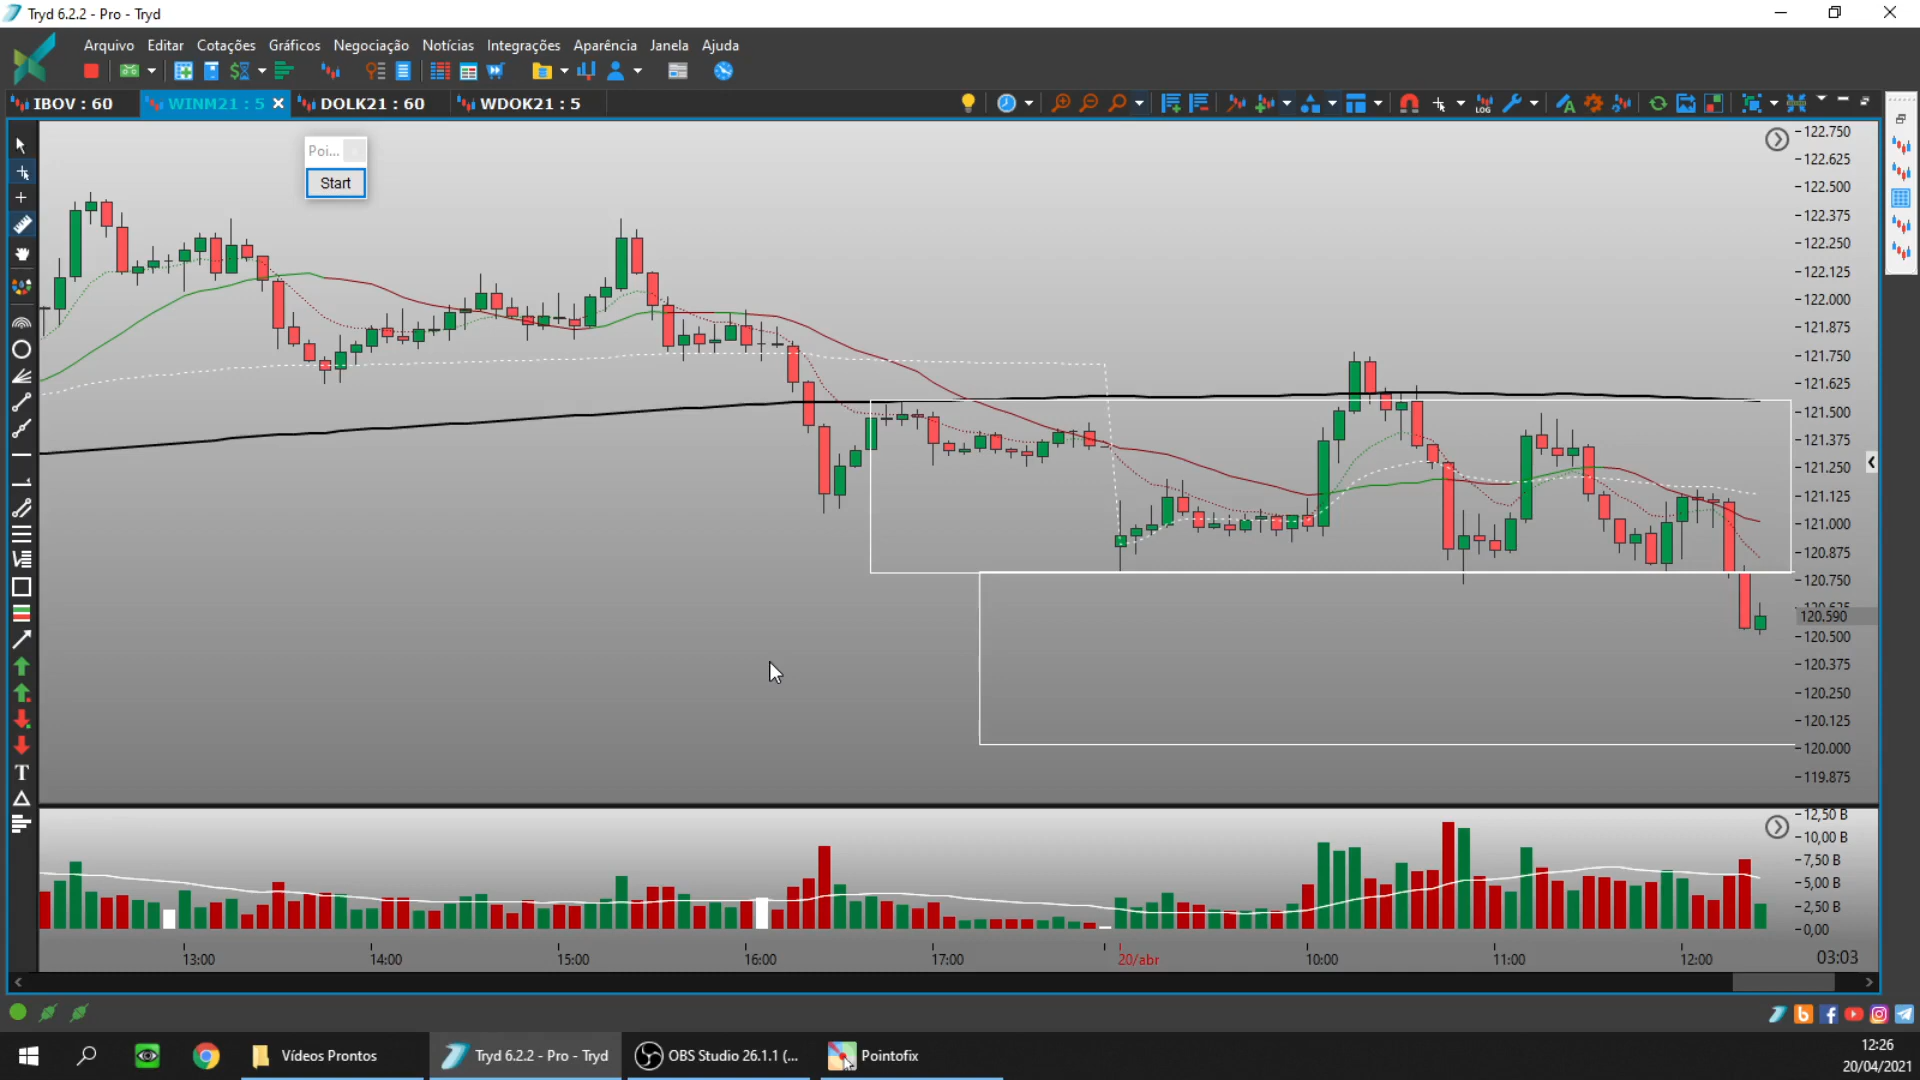 Tryd 6.2.2 - Pro - Tryd
Arquivo Editar Cotações Gráficos Negociação Notícias Integrações Aparência Janela Ajuda
IBOV : 60
WINM21 : 5
DOLK21 : 60
WDOK21 : 5
LOG
Poi...
Start
122.750
122.625
122.500
122.375
122.250
122.125
122.000
121.875
121.750
121.625
121.500
121.375
121.250
121.125
121.000
120.875
120.750
120.625
120.590
120.500
120.375
120.250
120.125
120.000
119.875
T
12,50 B
10,00 B
7,50 B
5,00 B
2,50 B
0,00
13:00 14:00 15:00 16:00 17:00 20/abr 10:00 11:00 12:00 03:03
Vídeos Prontos
Tryd 6.2.2 - Pro - Tryd
OBS Studio 26.1.1 (...
Pointofix
12:26
20/04/2021